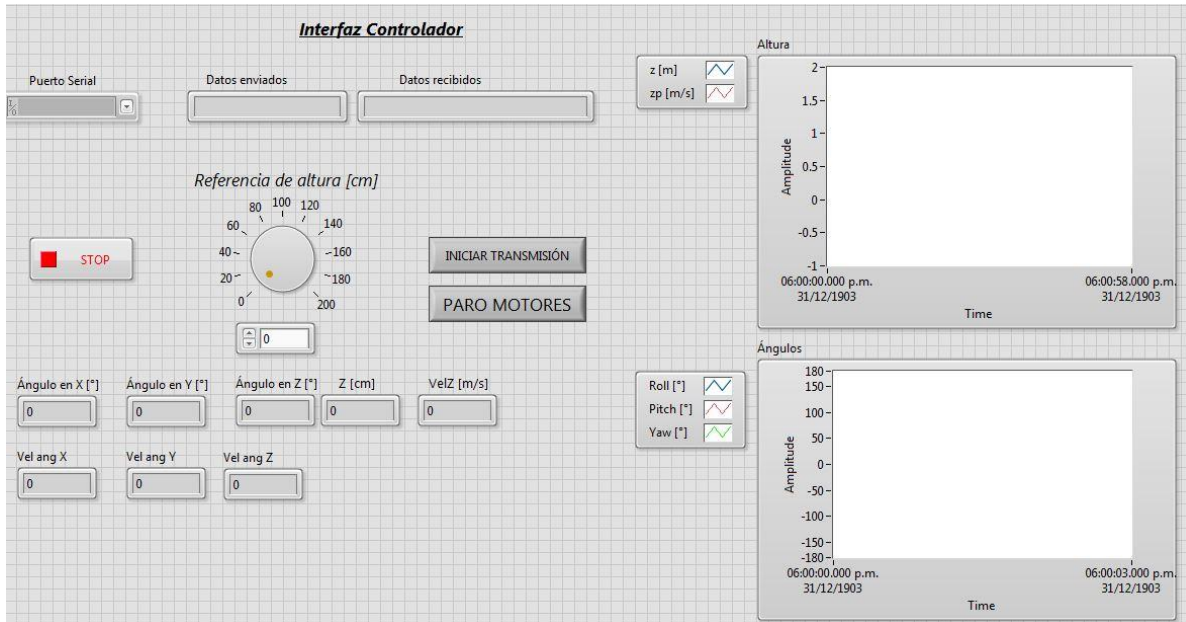 Interfaz Controlador
Puerto Serial
Datos enviados
Datos recibidos
I/O
Referencia de altura [cm]
0
20
40
60
80
100
120
140
160
180
200
0
STOP
INICIAR TRANSMISIÓN
PARO MOTORES
Ángulo en X [°]
Ángulo en Y [°]
Ángulo en Z [°]
Z [cm]
VelZ [m/s]
0
0
0
0
0
Vel ang X
Vel ang Y
Vel ang Z
0
0
0
z [m]
zp [m/s]
Altura
Amplitude
2
1.5
1
0.5
0
-0.5
-1
06:00:00.000 p.m.
31/12/1903
06:00:58.000 p.m.
31/12/1903
Time
Roll [°]
Pitch [°]
Yaw [°]
Ángulos
Amplitude
180
150
100
50
0
-50
-100
-150
-180
06:00:00.000 p.m.
31/12/1903
06:00:03.000 p.m.
31/12/1903
Time